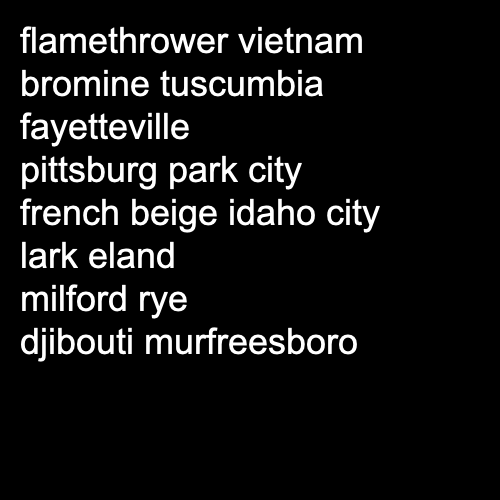 flamethrower vietnam
bromine tuscumbia
fayetteville
pittsburg park city
french beige idaho city
lark eland
milford rye
djibouti murfreesboro